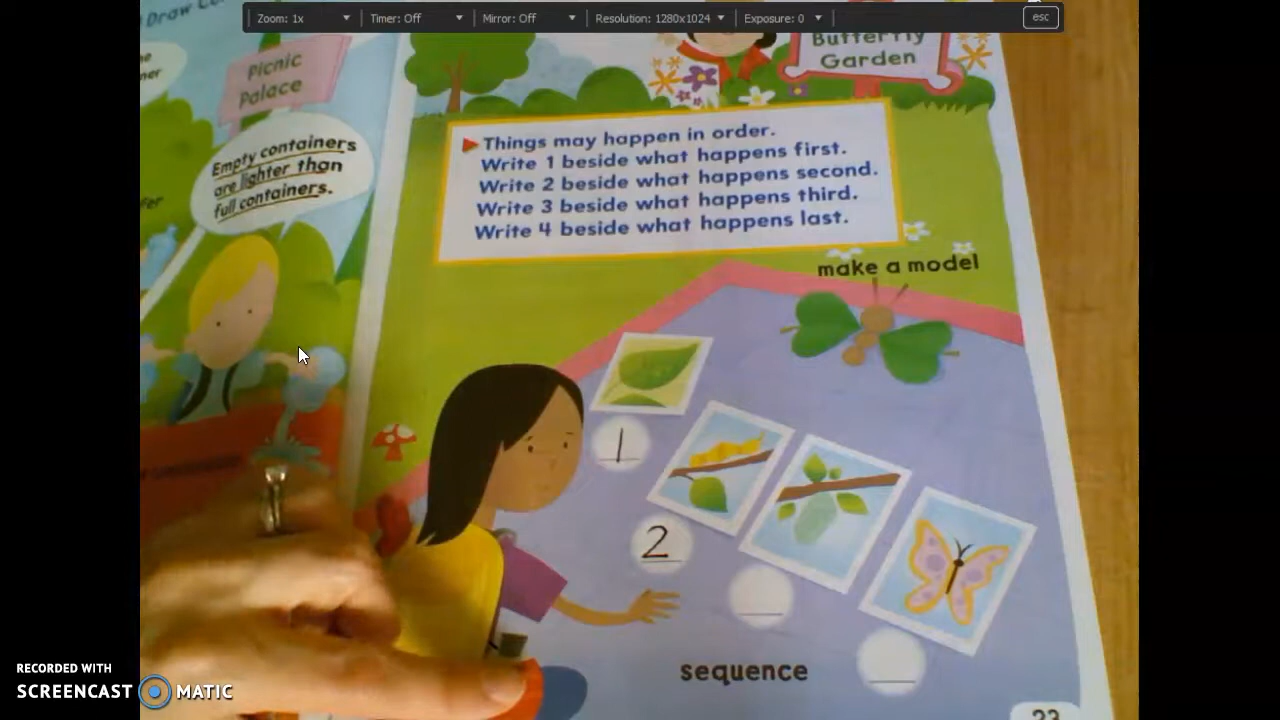 Zoom: 1x
Timer: Off
Mirror: Off
Resolution: 1280x1024
Exposure: 0
esc
Draw
Picnic
Palace
Empty containers
are lighter than
full containers.
Butterfly
Garden
Things may happen in order.
Write 1 beside what happens first.
Write 2 beside what happens second.
Write 3 beside what happens third.
Write 4 beside what happens last.
make a model
1
2
sequence
23
RECORDED WITH
SCREENCAST MATIC